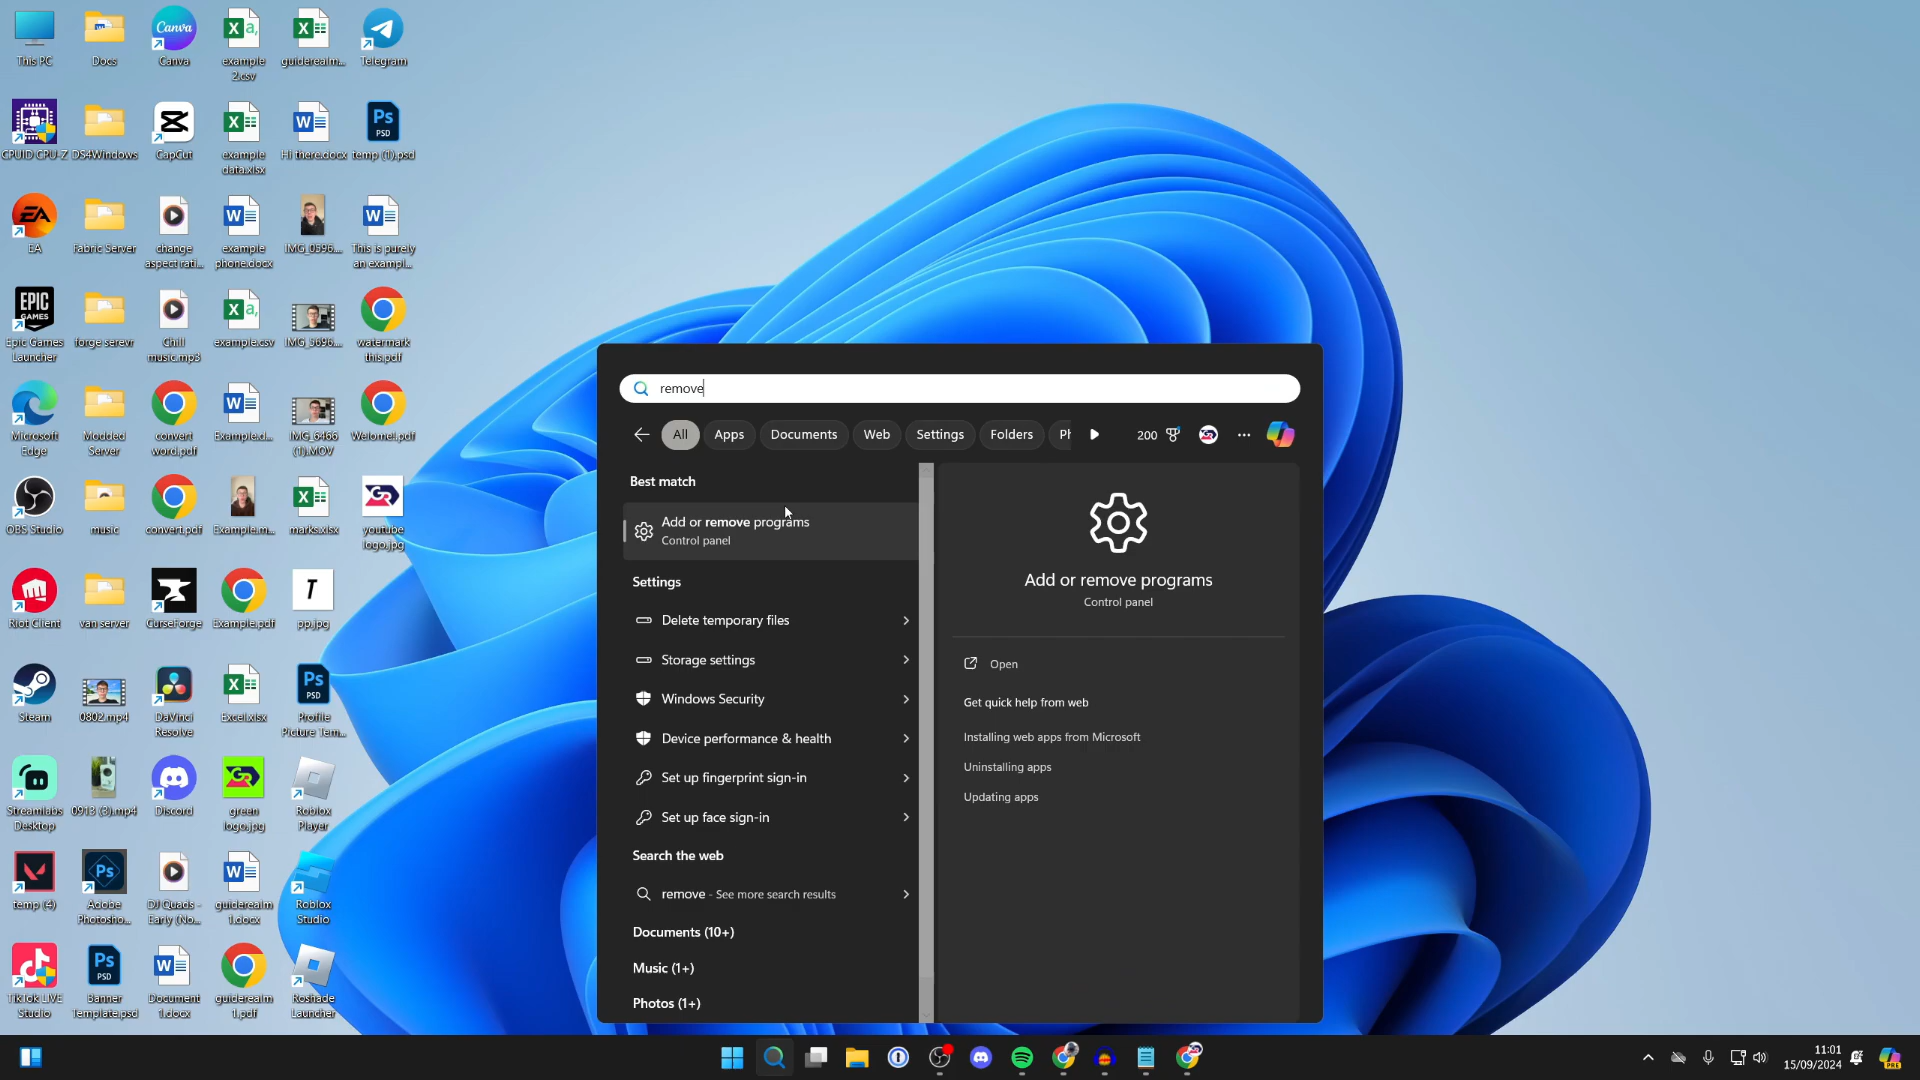 This PC
Docs
Canva
example
2.csv
guiderealm...
Telegram
CPUID CPU-Z
DS4Windows
CapCut
example
data.xlsx
Hi there.docx
temp (1).psd
EA
Fabric Server
change
aspect rati...
example
phone.docx
IMG_0596....
This is purely
an exampl...
Epic Games
Launcher
forge serevr
Chill
music.mp3
example.csv
IMG_3696....
watermark
this.pdf
Microsoft
Edge
Modded
Server
convert
word.pdf
Example.d...
IMG_6466
(1).MOV
Welome!.pdf
OBS Studio
music
convert.pdf
Example.m...
marks.xlsx
youtube
logo.jpg
Riot Client
van server
CurseForge
Example.pdf
pp.jpg
Steam
0802.mp4
DaVinci
Resolve
Excel.xlsx
Profile
Picture Tem...
Streamlabs
Desktop
0913 (3).mp4
Discord
green
logo.jpg
Roblox
Player
temp (4)
Adobe
Photosho...
DJ Quads -
Early (No...
guiderealm
1.docx
Roblox
Studio
TikTok LIVE
Studio
Banner
Template.psd
Document
1.docx
guiderealm
1.pdf
Roshade
Launcher
remove
All
Apps
Documents
Web
Settings
Folders
Ph
200
Best match
Add or remove programs
Control panel
Settings
Delete temporary files
Storage settings
Windows Security
Device performance & health
Set up fingerprint sign-in
Set up face sign-in
Search the web
remove - See more search results
Documents (10+)
Music (1+)
Photos (1+)
Add or remove programs
Control panel
Open
Get quick help from web
Installing web apps from Microsoft
Uninstalling apps
Updating apps
11:01
15/09/2024